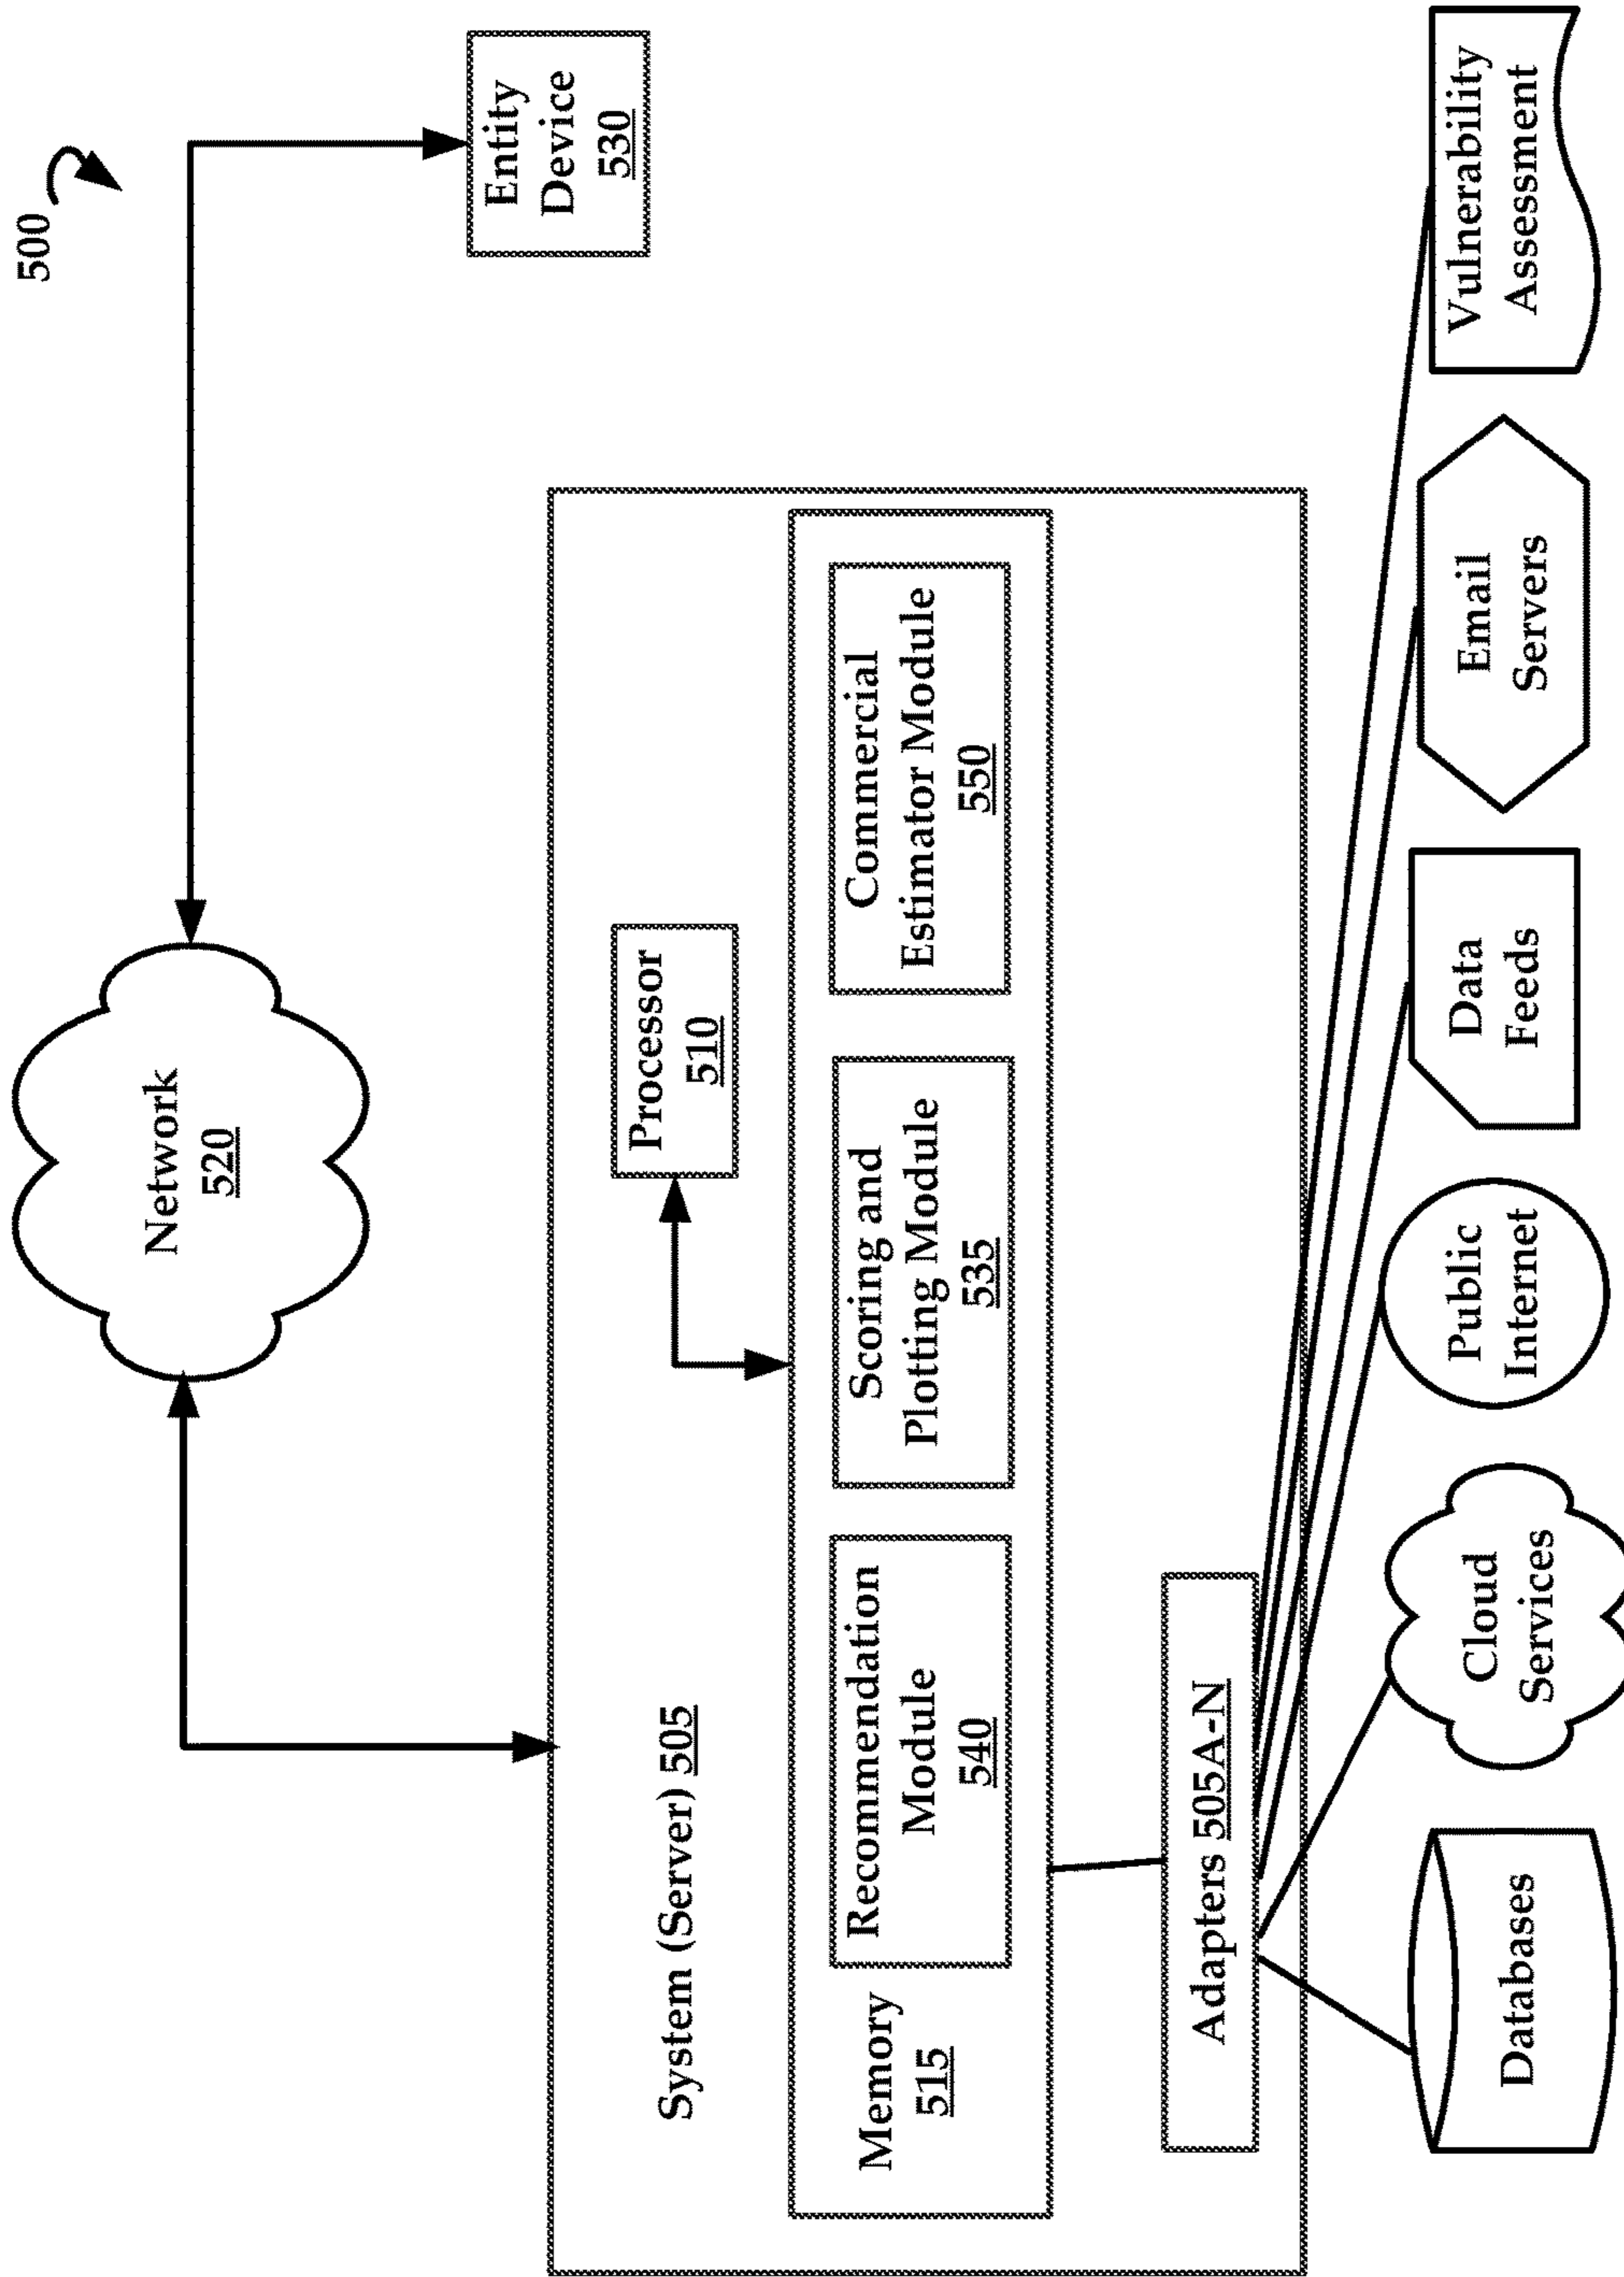 500
Network
520
Entity
Device
530
System (Server) 505
Processor
510
Memory
515
Recommendation
Module
540
Scoring and
Plotting Module
535
Commercial
Estimator Module
550
Adapters 505A-N
Databases
Cloud
Services
Public
Internet
Data
Feeds
Email
Servers
Vulnerability
Assessment